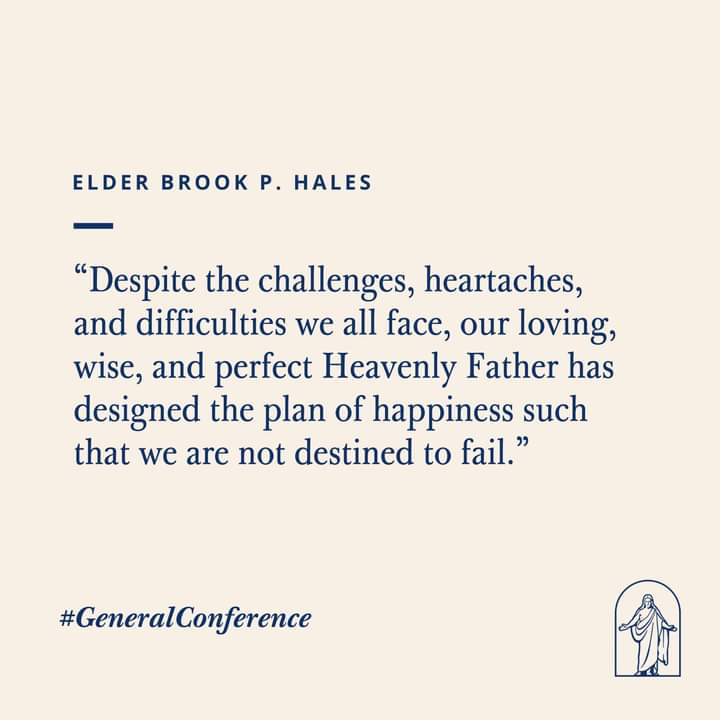 ELDER BROOK P. HALES
“Despite the challenges, heartaches,
and difficulties we all face, our loving,
wise, and perfect Heavenly Father has
designed the plan of happiness such
that we are not destined to fail.”
#GeneralConference